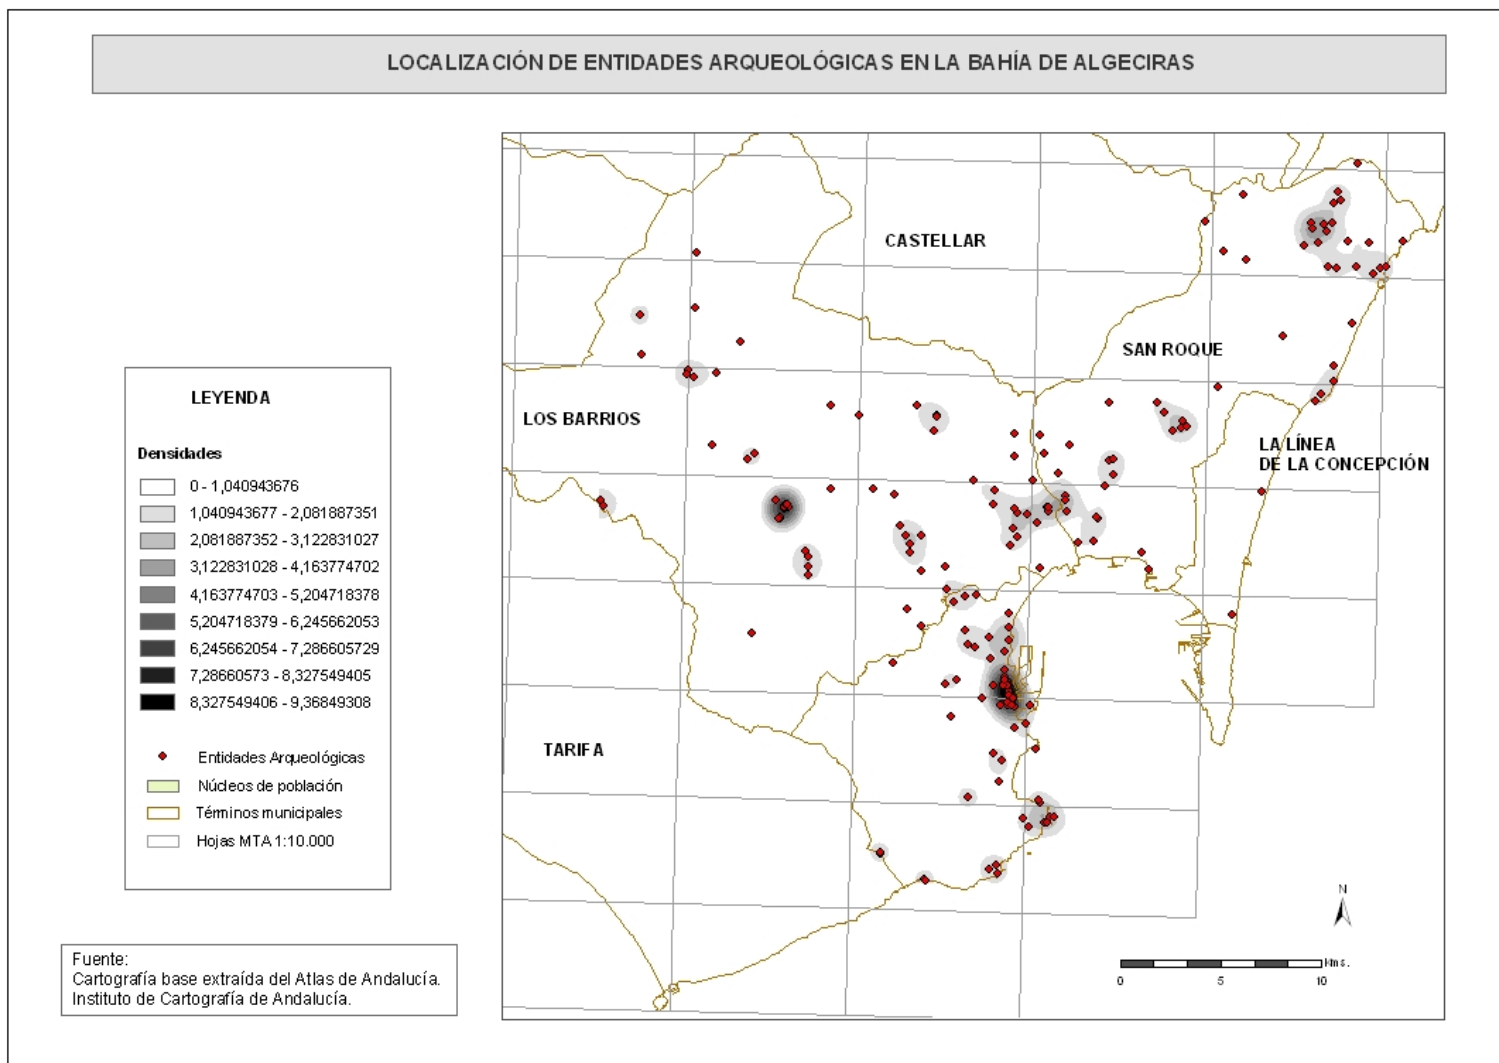 LOCALIZACIÓN DE ENTIDADES ARQUEOLÓGICAS EN LA BAHÍA DE ALGECIRAS
CASTELLAR
SAN ROQUE
LOS BARRIOS
LA LÍNEA
DE LA CONCEPCIÓN
TARIFA
LEYENDA
Densidades
0 - 1,040943676
1,040943677 - 2,081887351
2,081887352 - 3,122831027
3,122831028 - 4,163774702
4,163774703 - 5,204718378
5,204718379 - 6,245662053
6,245662054 - 7,286605729
7,28660573 - 8,327549405
8,327549406 - 9,36849308
Entidades Arqueológicas
Núcleos de población
Términos municipales
Hojas MTA 1:10.000
N
Kms.
0 5 10
Fuente:
Cartografía base extraída del Atlas de Andalucía.
Instituto de Cartografía de Andalucía.